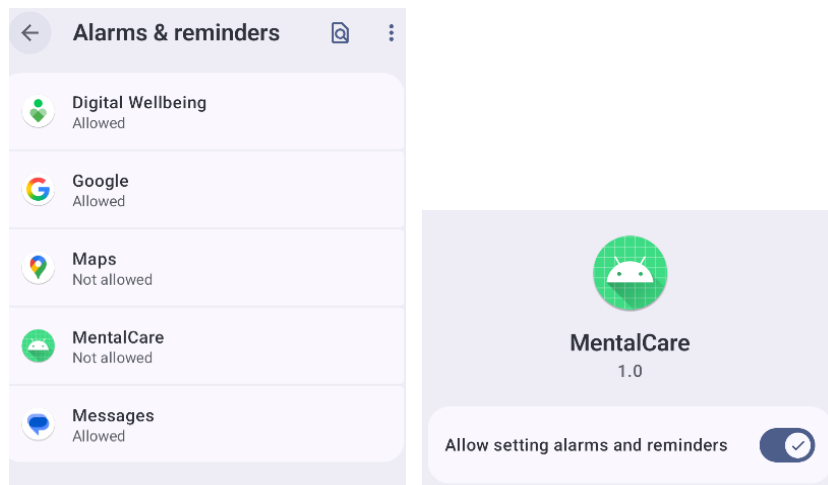 Alarms & reminders
Digital Wellbeing
Allowed
Google
Allowed
Maps
Not allowed
MentalCare
Not allowed
Messages
Allowed
MentalCare
1.0
Allow setting alarms and reminders